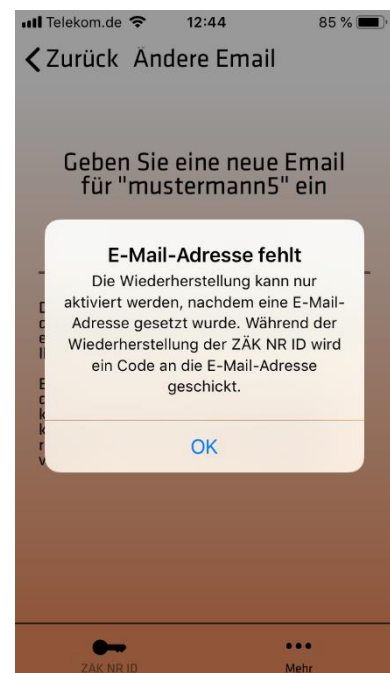 Telekom.de 12:44 85 %
Zurück Ändere Email
Geben Sie eine neue Email
für "mustermann5" ein
E-Mail-Adresse fehlt
Die Wiederherstellung kann nur
aktiviert werden, nachdem eine E-Mail-
Adresse gesetzt wurde. Während der
Wiederherstellung der ZÄK NR ID wird
ein Code an die E-Mail-Adresse
geschickt.
OK
ZÄK NR ID Mehr